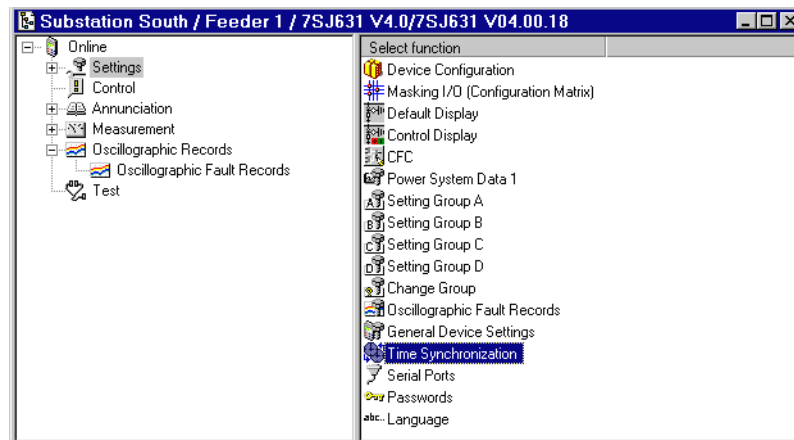 Substation South / Feeder 1 / 7SJ631 V4.0/7SJ631 V04.00.18
Online
Settings
Control
Annunciation
Measurement
Oscillographic Records
Oscillographic Fault Records
Test
Select function
Device Configuration
Masking I/O (Configuration Matrix)
Default Display
Control Display
CFC
Power System Data 1
A Setting Group A
B Setting Group B
C Setting Group C
D Setting Group D
Change Group
Oscillographic Fault Records
General Device Settings
Time Synchronization
Serial Ports
Passwords
abc.. Language